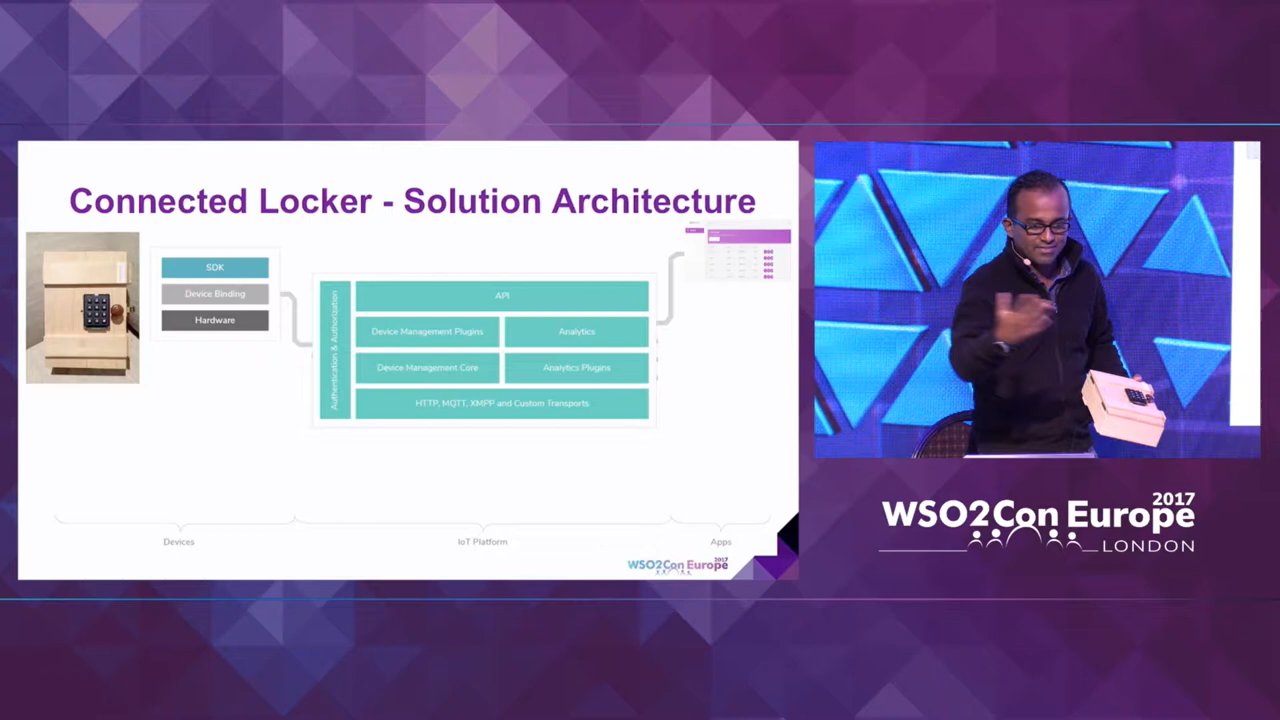 Connected Locker - Solution Architecture
SDK
Device Binding
Hardware
Authentication & Authorization
API
Device Management Plugins
Analytics
Device Management Core
Analytics Plugins
HTTP, MQTT, XMPP and Custom Transports
Devices
IoT Platform
Apps
WSO2Con Europe 2017
WSO2Con Europe 2017
LONDON